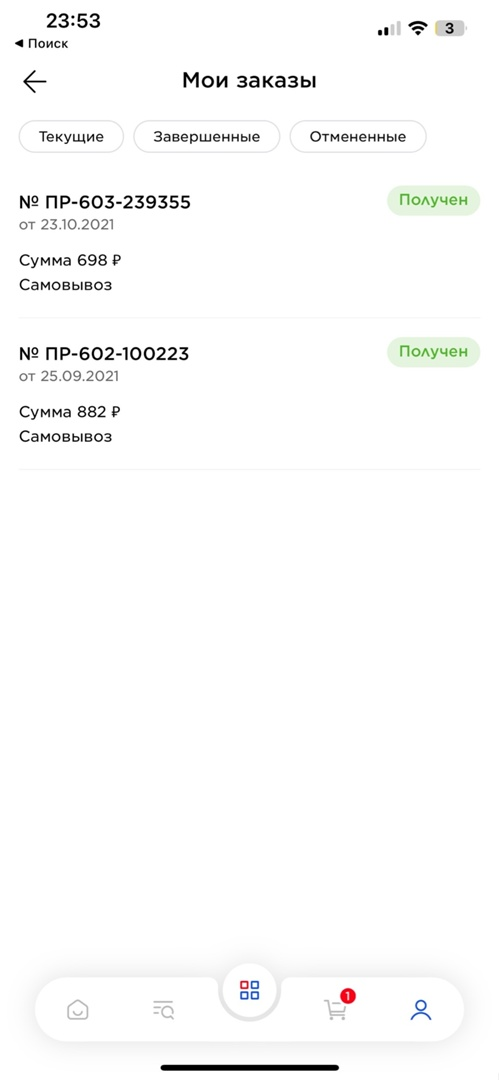 23:53
3
◀ Поиск
Мои заказы
Текущие
Завершенные
Отмененные
№ ПР-603-239355
Получен
от 23.10.2021
Сумма 698 ₽
Самовывоз
№ ПР-602-100223
Получен
от 25.09.2021
Сумма 882 ₽
Самовывоз
1